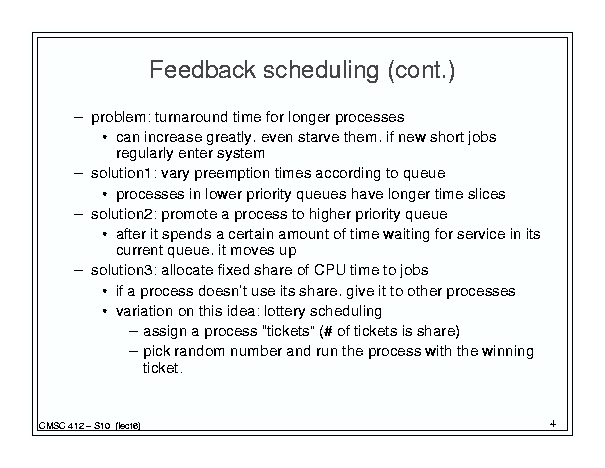 Feedback scheduling (cont.)
– problem: turnaround time for longer processes
• can increase greatly, even starve them, if new short jobs
regularly enter system
– solution1: vary preemption times according to queue
• processes in lower priority queues have longer time slices
– solution2: promote a process to higher priority queue
• after it spends a certain amount of time waiting for service in its
current queue, it moves up
– solution3: allocate fixed share of CPU time to jobs
• if a process doesn't use its share, give it to other processes
• variation on this idea: lottery scheduling
– assign a process "tickets" (# of tickets is share)
– pick random number and run the process with the winning
ticket.
CMSC 412 – S10 (lect6)
4